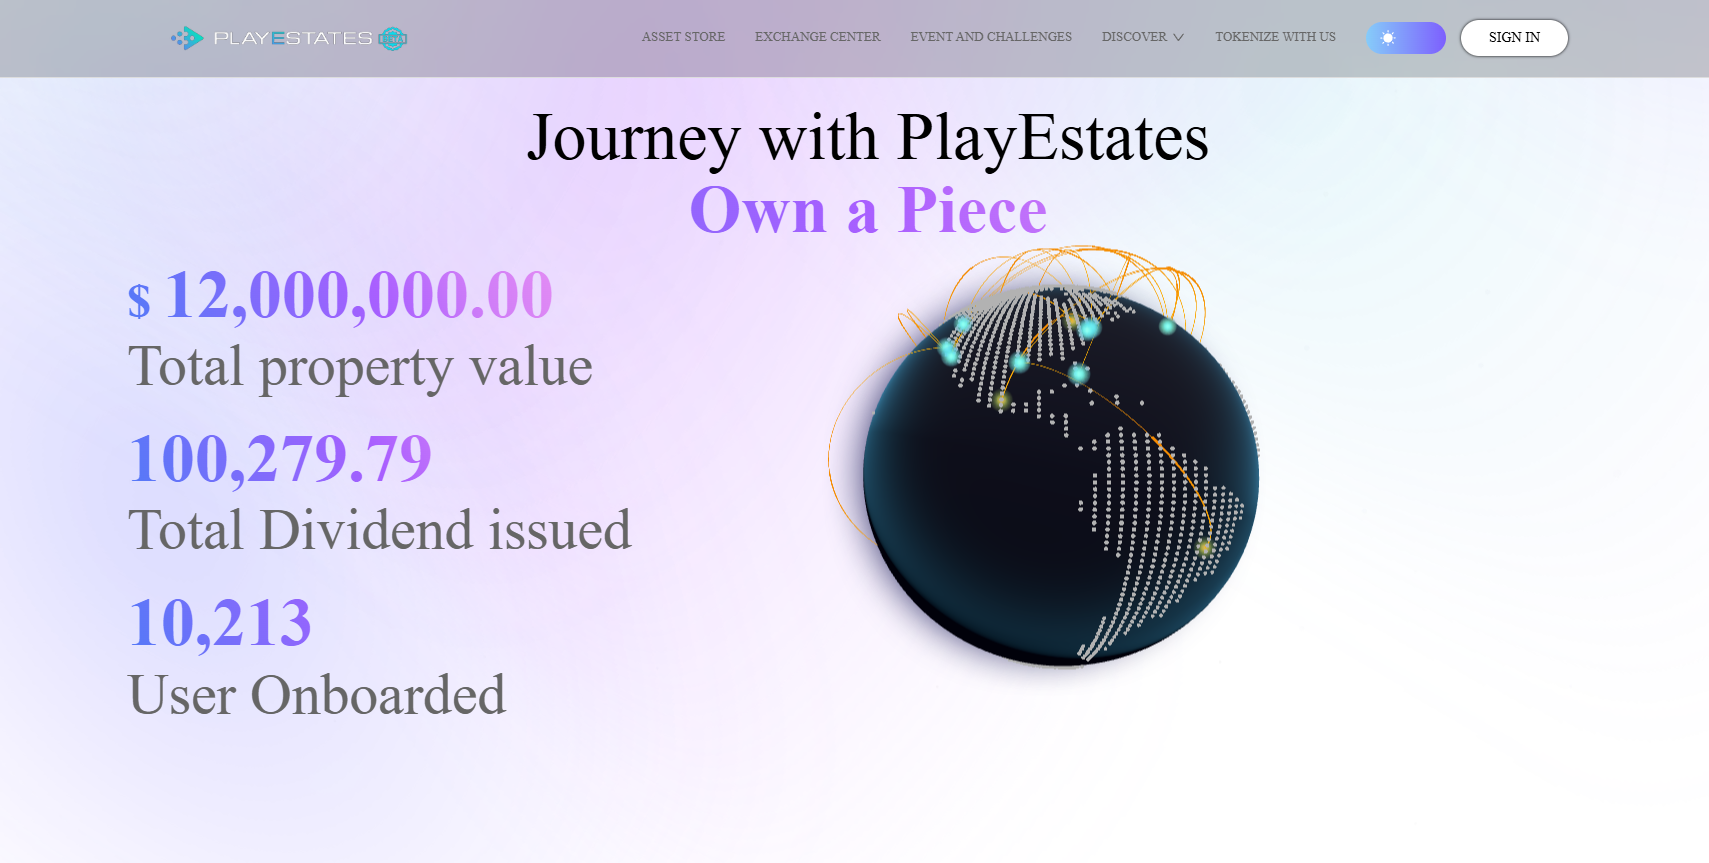 PLAYESTATES BETA
ASSET STORE
EXCHANGE CENTER
EVENT AND CHALLENGES
DISCOVER
TOKENIZE WITH US
SIGN IN
Journey with PlayEstates
Own a Piece
$ 12,000,000.00
Total property value
100,279.79
Total Dividend issued
10,213
User Onboarded